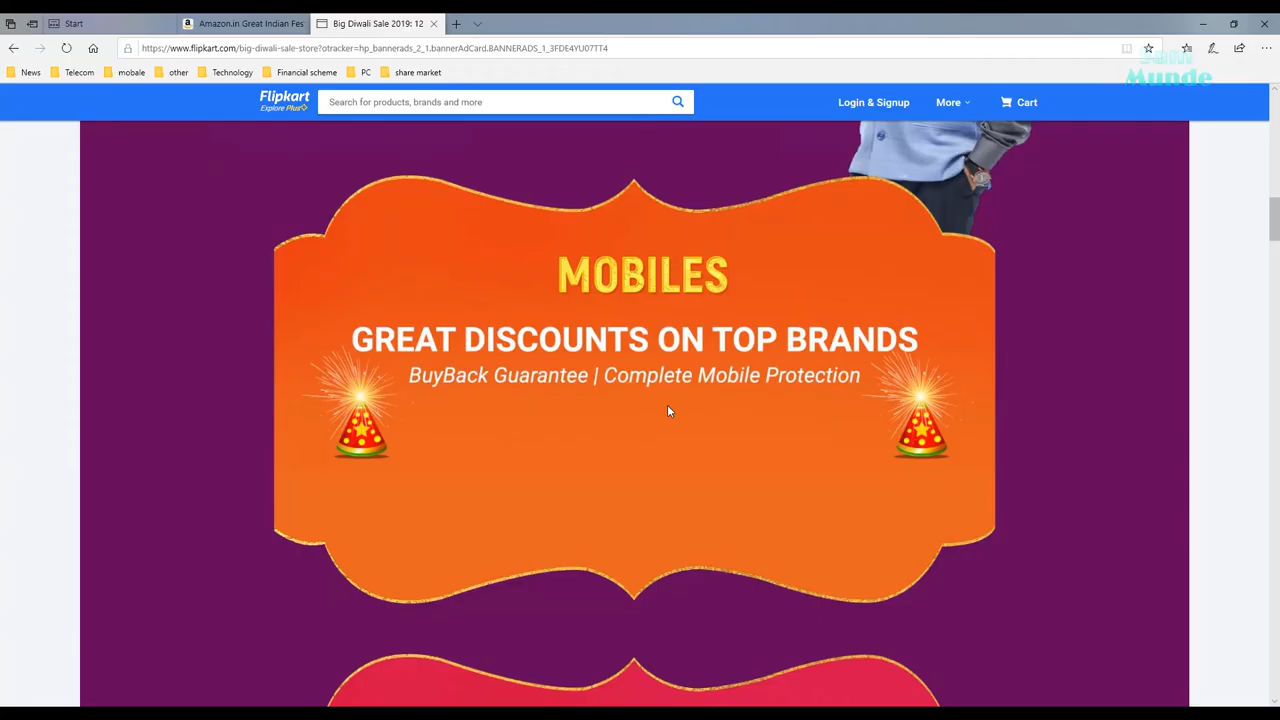 Start
Amazon.in Great Indian Fes
Big Diwali Sale 2019: 12
https://www.flipkart.com/big-diwali-sale-store?otracker=hp_bannerads_2_1.bannerAdCard.BANNERADS_1_3FDE4YU07TT4
News
Telecom
mobale
other
Technology
Financial scheme
PC
share market
Munde
Flipkart
Explore Plus
Search for products, brands and more
Login & Signup
More
Cart
MOBILES
GREAT DISCOUNTS ON TOP BRANDS
BuyBack Guarantee | Complete Mobile Protection